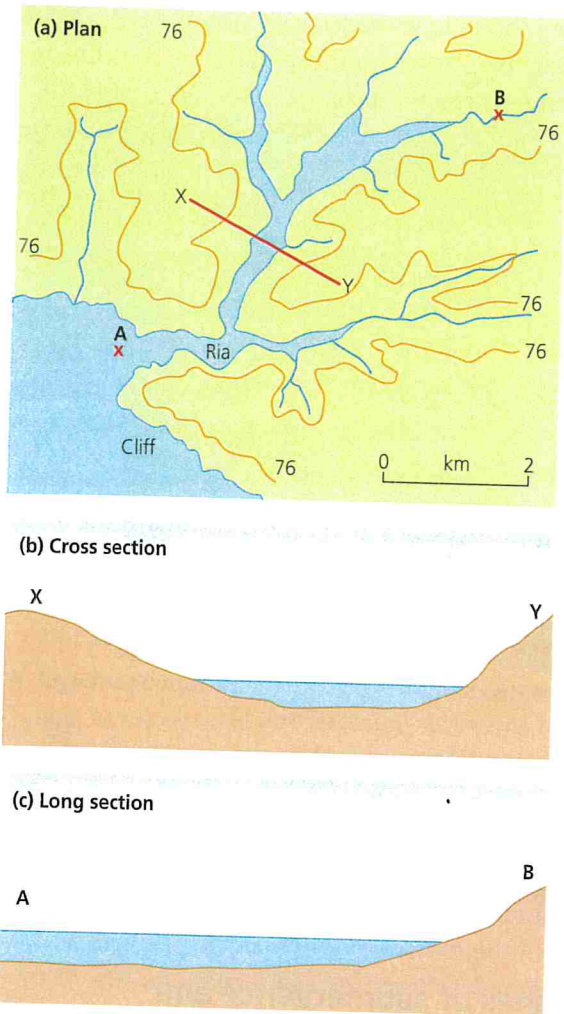 (a) Plan
76
B
76
X
76
Y
76
A
Ria
76
Cliff
76
0 km 2
(b) Cross section
X
Y
(c) Long section
A
B